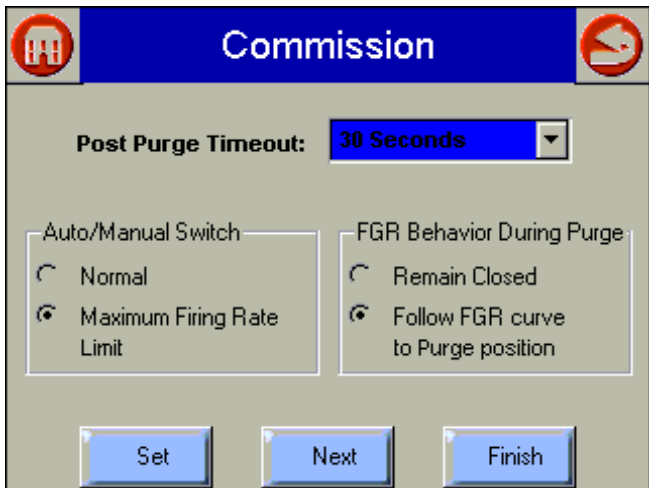 Commission
Post Purge Timeout: 30 Seconds
Auto/Manual Switch
Normal
Maximum Firing Rate
Limit
FGR Behavior During Purge
Remain Closed
Follow FGR curve
to Purge position
Set Next Finish